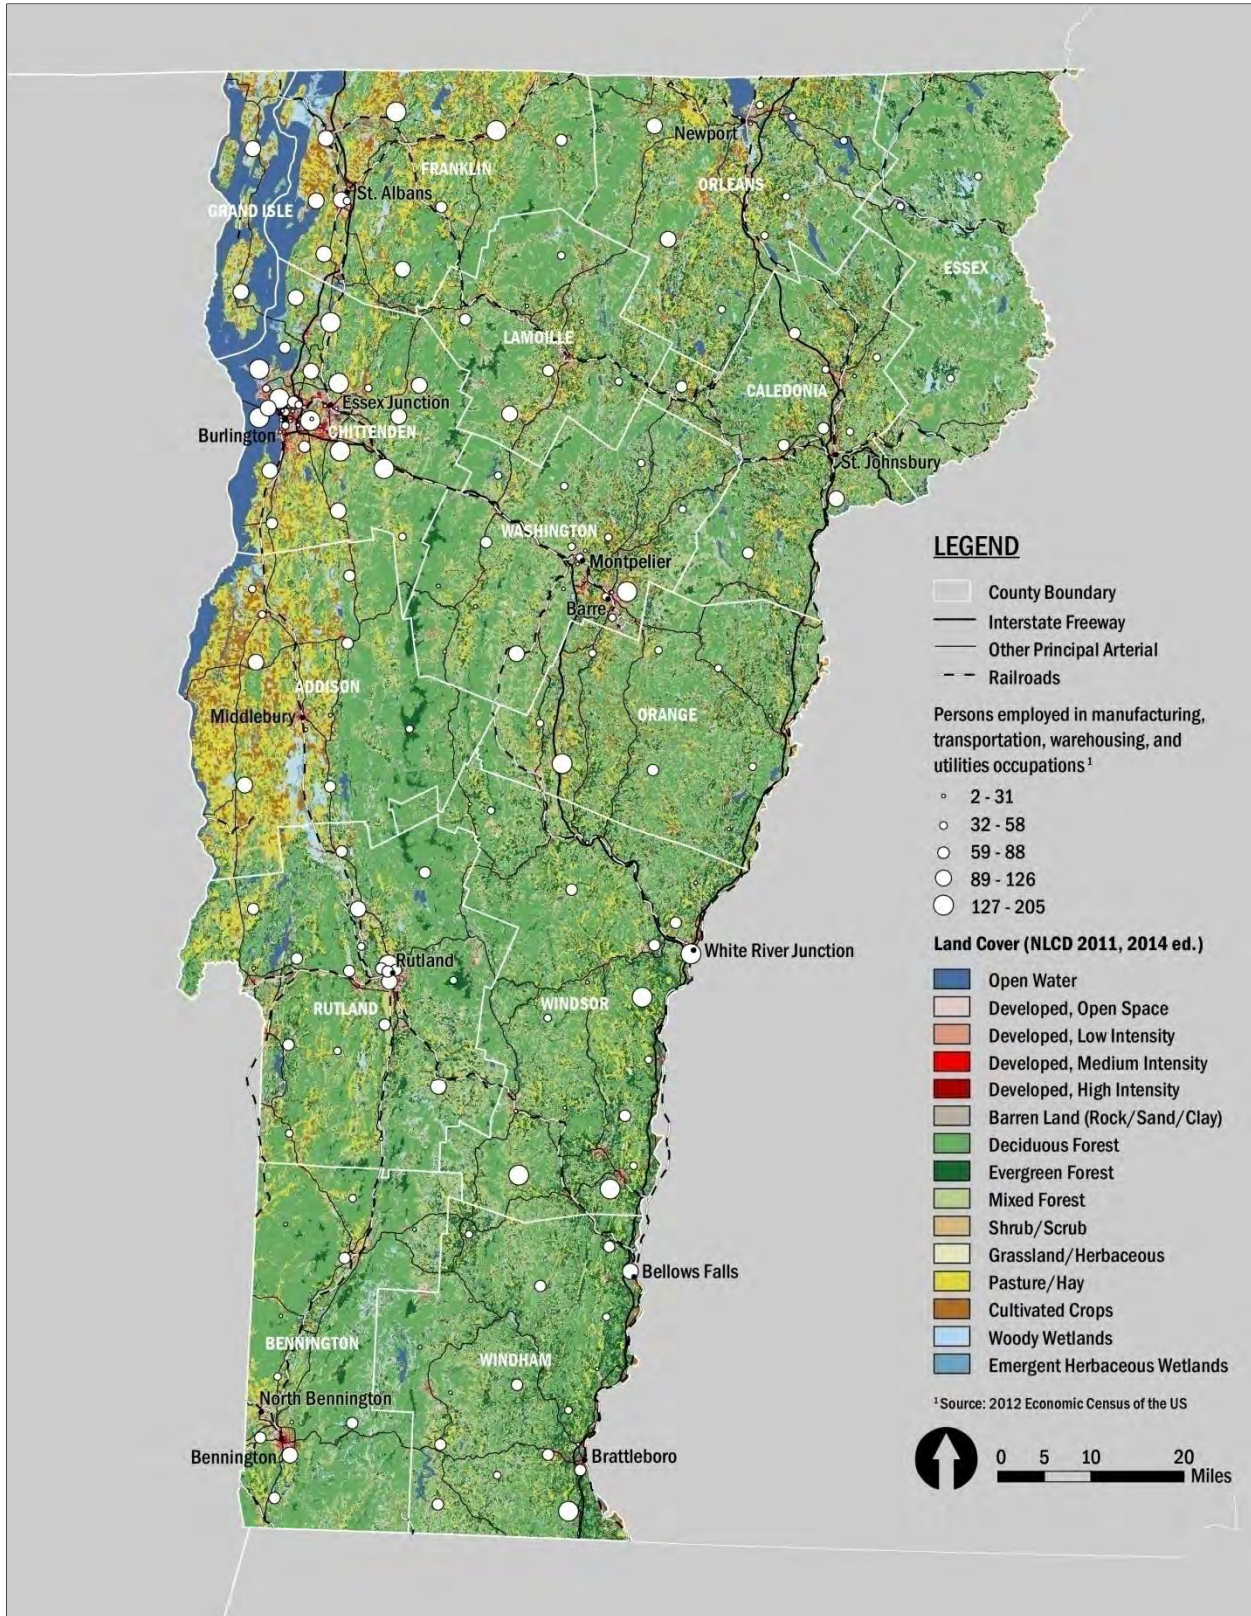 Newport
FRANKLIN
ORLEANS
St. Albans
GRAND ISLE
ESSEX
LAMOILLE
CALEDONIA
Essex Junction
CHITTENDEN
Burlington
St. Johnsbury
WASHINGTON
Montpelier
Barre
ADDISON
Middlebury
ORANGE
White River Junction
Rutland
RUTLAND
WINDSOR
Bellows Falls
BENNINGTON
WINDHAM
North Bennington
Bennington
Brattleboro
LEGEND
County Boundary
Interstate Freeway
Other Principal Arterial
Railroads
Persons employed in manufacturing,
transportation, warehousing, and
utilities occupations ¹
2 - 31
32 - 58
59 - 88
89 - 126
127 - 205
Land Cover (NLCD 2011, 2014 ed.)
Open Water
Developed, Open Space
Developed, Low Intensity
Developed, Medium Intensity
Developed, High Intensity
Barren Land (Rock/Sand/Clay)
Deciduous Forest
Evergreen Forest
Mixed Forest
Shrub/Scrub
Grassland/Herbaceous
Pasture/Hay
Cultivated Crops
Woody Wetlands
Emergent Herbaceous Wetlands
¹ Source: 2012 Economic Census of the US
0 5 10 20
Miles